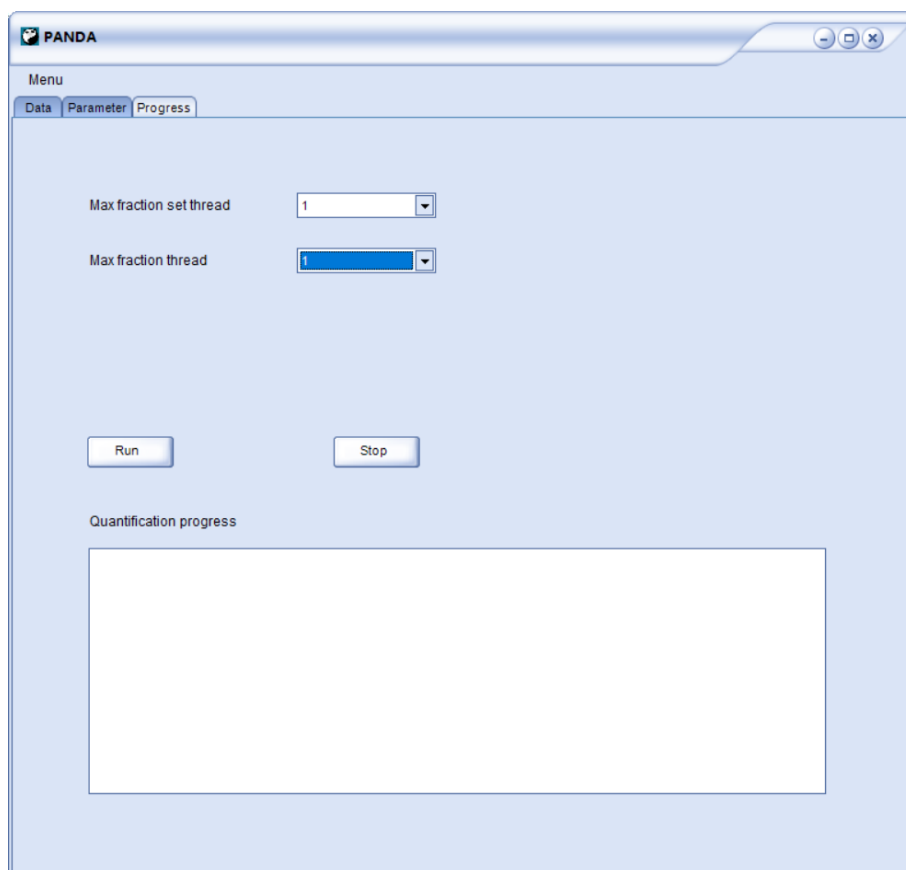 PANDA
Menu
Data Parameter Progress
Max fraction set thread 1
Max fraction thread 1
Run Stop
Quantification progress